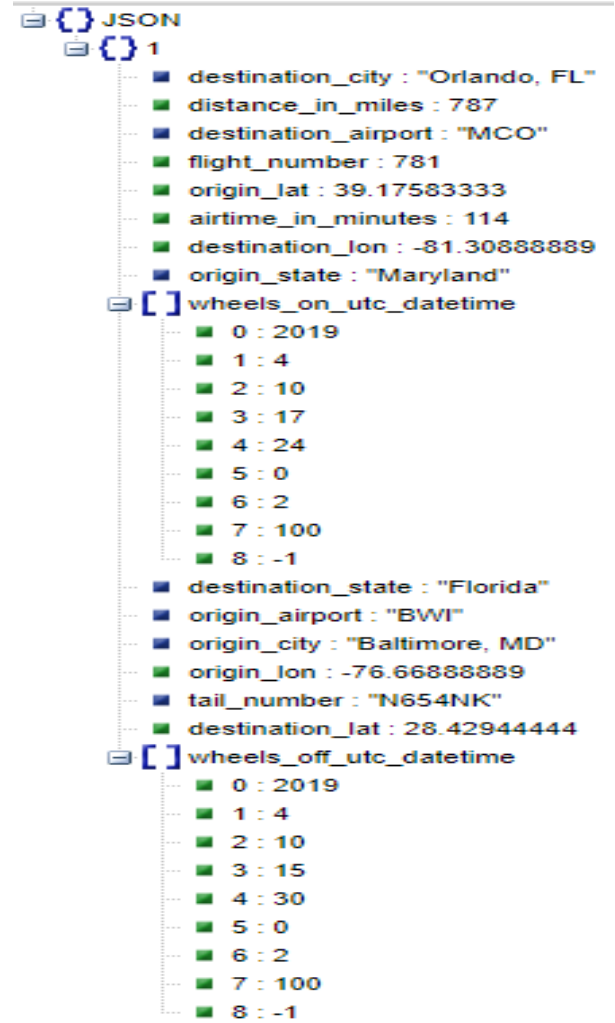 JSON
1
destination_city : "Orlando, FL"
distance_in_miles : 787
destination_airport : "MCO"
flight_number : 781
origin_lat : 39.17583333
airtime_in_minutes : 114
destination_lon : -81.30888889
origin_state : "Maryland"
wheels_on_utc_datetime
0 : 2019
1 : 4
2 : 10
3 : 17
4 : 24
5 : 0
6 : 2
7 : 100
8 : -1
destination_state : "Florida"
origin_airport : "BWI"
origin_city : "Baltimore, MD"
origin_lon : -76.66888889
tail_number : "N654NK"
destination_lat : 28.42944444
wheels_off_utc_datetime
0 : 2019
1 : 4
2 : 10
3 : 15
4 : 30
5 : 0
6 : 2
7 : 100
8 : -1